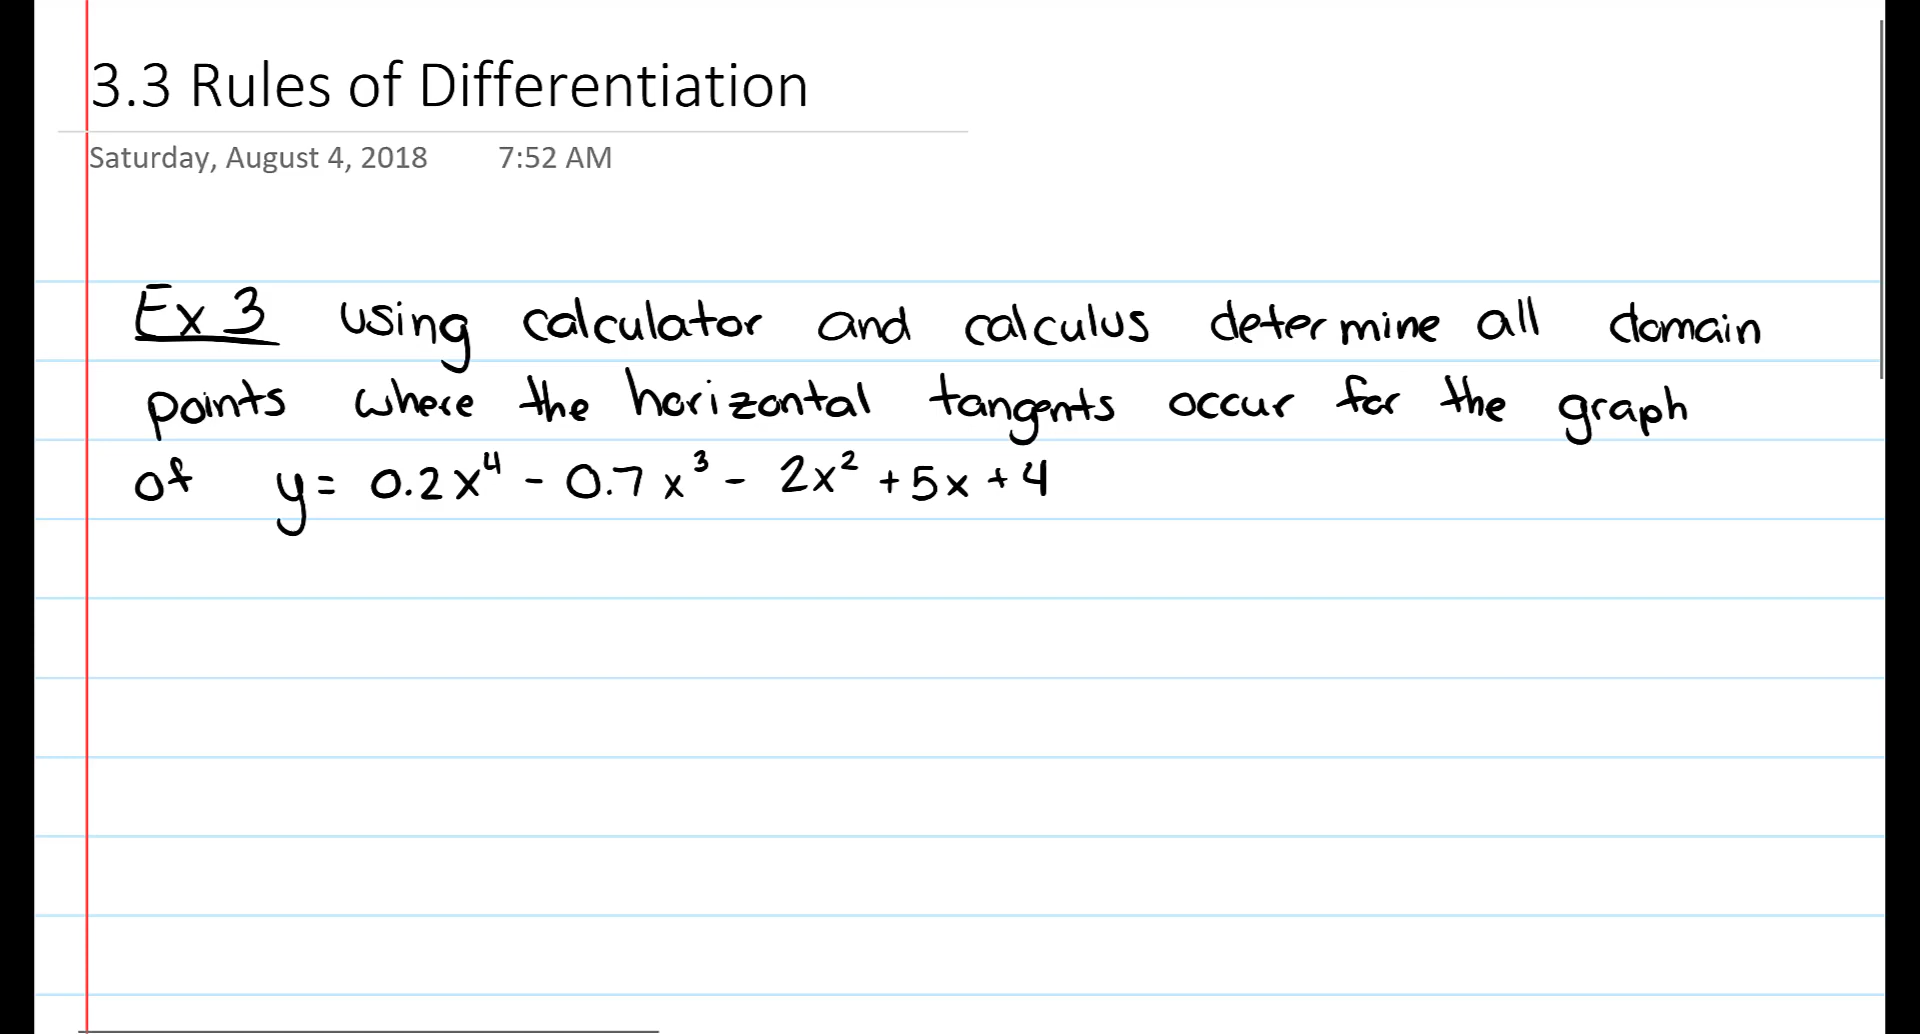 3.3 Rules of Differentiation
Saturday, August 4, 2018 7:52 AM
Ex 3 using calculator and calculus determine all domain
points where the horizontal tangents occur for the graph
of y = 0.2x⁴ - 0.7x³ - 2x² + 5x + 4